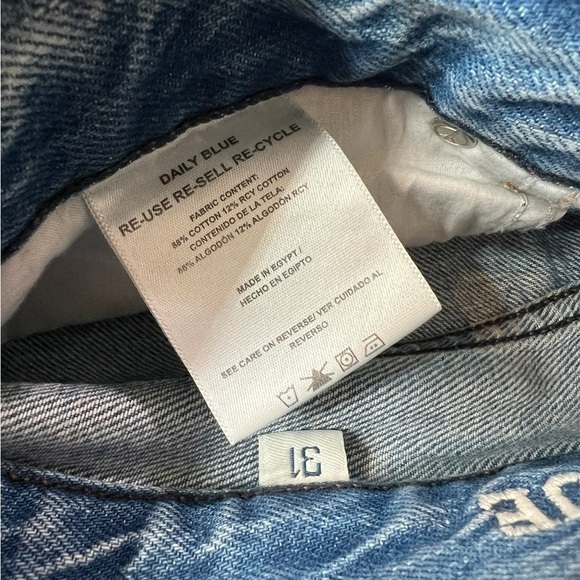 DAILY BLUE
RE-USE RE-SELL RE-CYCLE
FABRIC CONTENT:
88% COTTON 12% RCY COTTON
CONTENIDO DE LA TELA:
88% ALGODÓN 12% ALGODÓN RCY
MADE IN EGYPT/
HECHO EN EGIPTO
SEE CARE ON REVERSE/ VER CUIDADO AL
REVERSO
31